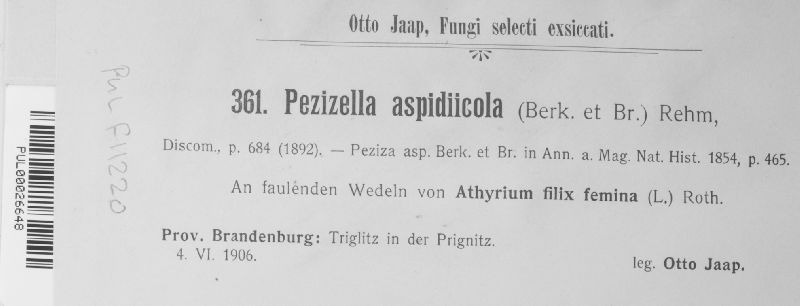 Otto Jaap, Fungi selecti exsiccati.
361. Pezizella aspidiicola (Berk. et Br.) Rehm,
Discom., p. 684 (1892). — Peziza asp. Berk. et Br. in Ann. a. Mag. Nat. Hist. 1854, p. 465.
An faulenden Wedeln von Athyrium filix femina (L.) Roth.
Prov. Brandenburg: Triglitz in der Prignitz.
4. VI. 1906.
leg. Otto Jaap.
PUL F11220
PUL00026648